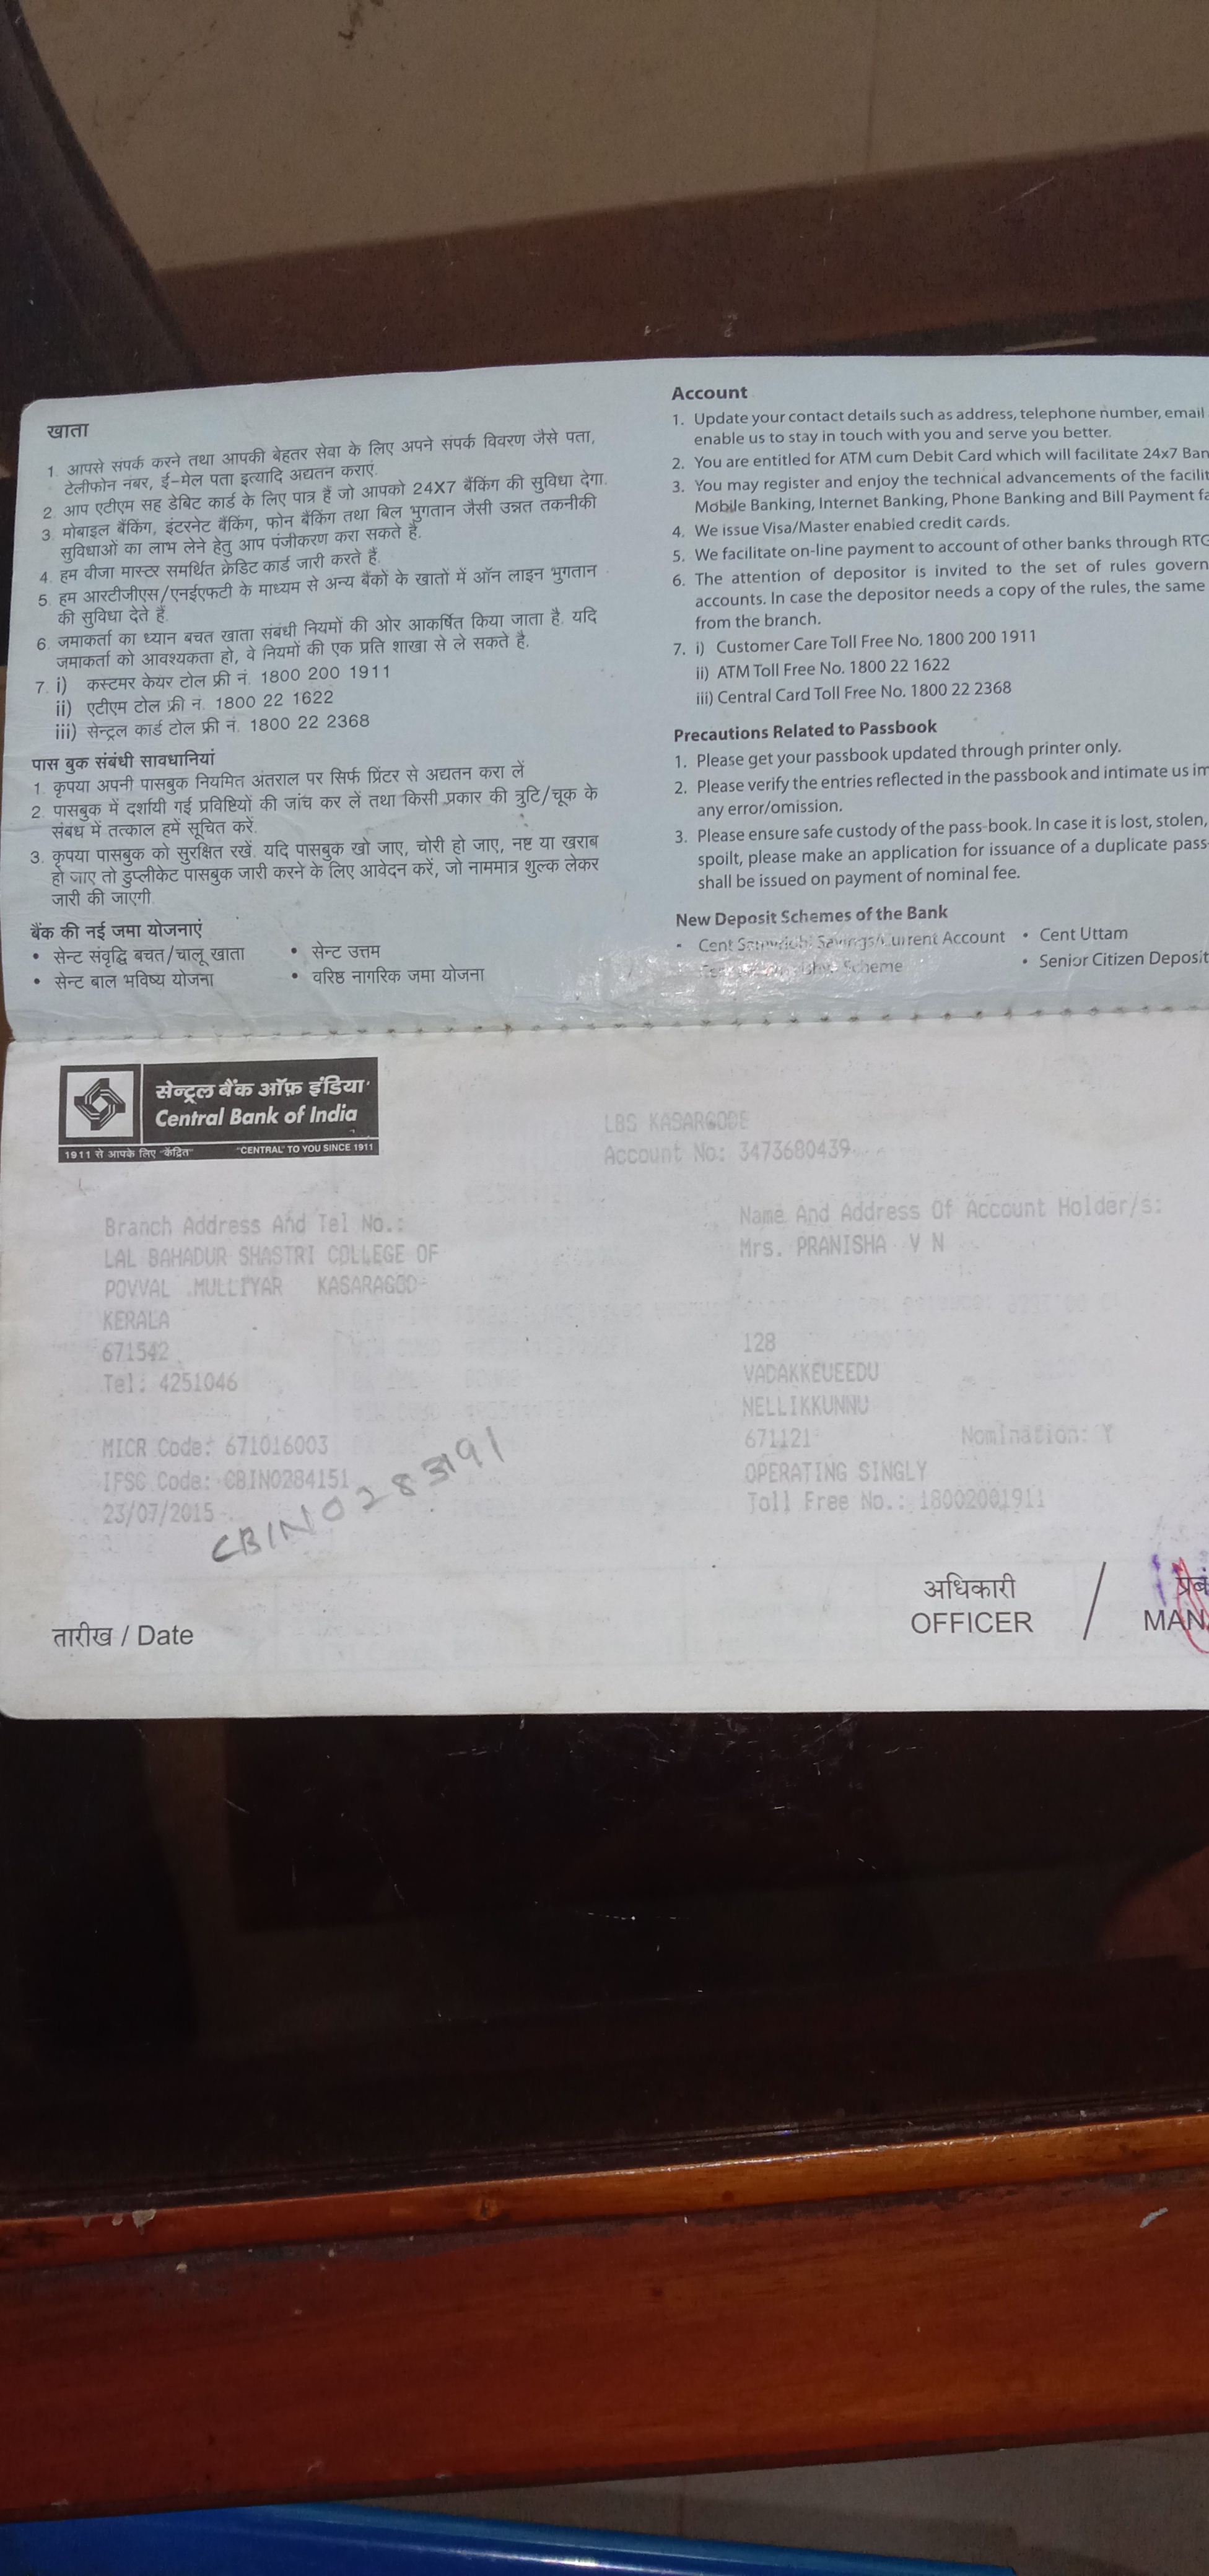 खाता
1. आपसे संपर्क करने तथा आपकी बेहतर सेवा के लिए अपने संपर्क विवरण जैसे पता,
टेलीफोन नंबर, ई-मेल पता इत्यादि अद्यतन कराएं.
2. आप एटीएम सह डेबिट कार्ड के लिए पात्र हैं जो आपको 24X7 बैंकिंग की सुविधा देगा.
3. मोबाइल बैंकिंग, इंटरनेट बैंकिंग, फोन बैंकिंग तथा बिल भुगतान जैसी उन्नत तकनीकी
सुविधाओं का लाभ लेने हेतु आप पंजीकरण करा सकते हैं.
4. हम वीजा मास्टर समर्थित क्रेडिट कार्ड जारी करते हैं.
5. हम आरटीजीएस/एनईएफटी के माध्यम से अन्य बैंकों के खातों में ऑन लाइन भुगतान
की सुविधा देते हैं.
6. जमाकर्ता का ध्यान बचत खाता संबंधी नियमों की ओर आकर्षित किया जाता है. यदि
जमाकर्ता को आवश्यकता हो, वे नियमों की एक प्रति शाखा से ले सकते है.
7. i) कस्टमर केयर टोल फ्री नं. 1800 200 1911
ii) एटीएम टोल फ्री नं. 1800 22 1622
iii) सेन्ट्रल कार्ड टोल फ्री नं. 1800 22 2368
पास बुक संबंधी सावधानियां
1. कृपया अपनी पासबुक नियमित अंतराल पर सिर्फ प्रिंटर से अद्यतन करा लें
2. पासबुक में दर्शायी गई प्रविष्टियों की जांच कर लें तथा किसी प्रकार की त्रुटि/चूक के
संबंध में तत्काल हमें सूचित करें.
3. कृपया पासबुक को सुरक्षित रखें. यदि पासबुक खो जाए, चोरी हो जाए, नष्ट या खराब
हो जाए तो डुप्लीकेट पासबुक जारी करने के लिए आवेदन करें, जो नाममात्र शुल्क लेकर
जारी की जाएगी.
बैंक की नई जमा योजनाएं
• सेन्ट संवृद्धि बचत/चालू खाता • सेन्ट उत्तम
• सेन्ट बाल भविष्य योजना • वरिष्ठ नागरिक जमा योजना
Account
1. Update your contact details such as address, telephone number, email
enable us to stay in touch with you and serve you better.
2. You are entitled for ATM cum Debit Card which will facilitate 24x7 Ban
3. You may register and enjoy the technical advancements of the facilit
Mobile Banking, Internet Banking, Phone Banking and Bill Payment fa
4. We issue Visa/Master enabled credit cards.
5. We facilitate on-line payment to account of other banks through RTG
6. The attention of depositor is invited to the set of rules govern
accounts. In case the depositor needs a copy of the rules, the same
from the branch.
7. i) Customer Care Toll Free No. 1800 200 1911
ii) ATM Toll Free No. 1800 22 1622
iii) Central Card Toll Free No. 1800 22 2368
Precautions Related to Passbook
1. Please get your passbook updated through printer only.
2. Please verify the entries reflected in the passbook and intimate us im
any error/omission.
3. Please ensure safe custody of the pass-book. In case it is lost, stolen,
spoilt, please make an application for issuance of a duplicate pass-
shall be issued on payment of nominal fee.
New Deposit Schemes of the Bank
• Cent Savings/Current Account • Cent Uttam
Scheme • Senior Citizen Deposit
सेन्ट्रल बैंक ऑफ़ इंडिया
Central Bank of India
1911 से आपके लिए "केंद्रित" "CENTRAL" TO YOU SINCE 1911
LBS KASARGODE
Account No: 3473680439
Branch Address And Tel No.:
LAL BAHADUR SHASTRI COLLEGE OF
POVVAL MULLIYAR KASARAGOD
KERALA
671542
Tel: 4251046
MICR Code: 671016003
IFSC Code: CBIN0284151
23/07/2015
CBIN0283191
Name And Address Of Account Holder/s:
Mrs. PRANISHA V N
128
VADAKKEUEEDU
NELLIKKUNNU
671121 Nomination: Y
OPERATING SINGLY
Toll Free No.: 18002001911
तारीख / Date
अधिकारी / प्रबं
OFFICER MAN